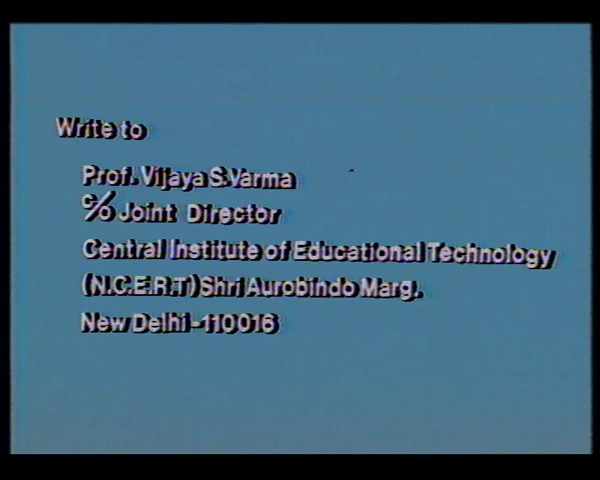 Write to
Prof. Vijaya S. Varma
c/o Joint Director
Central Institute of Educational Technology
(N.C.E.R.T) Shri Aurobindo Marg.
New Delhi - 110016